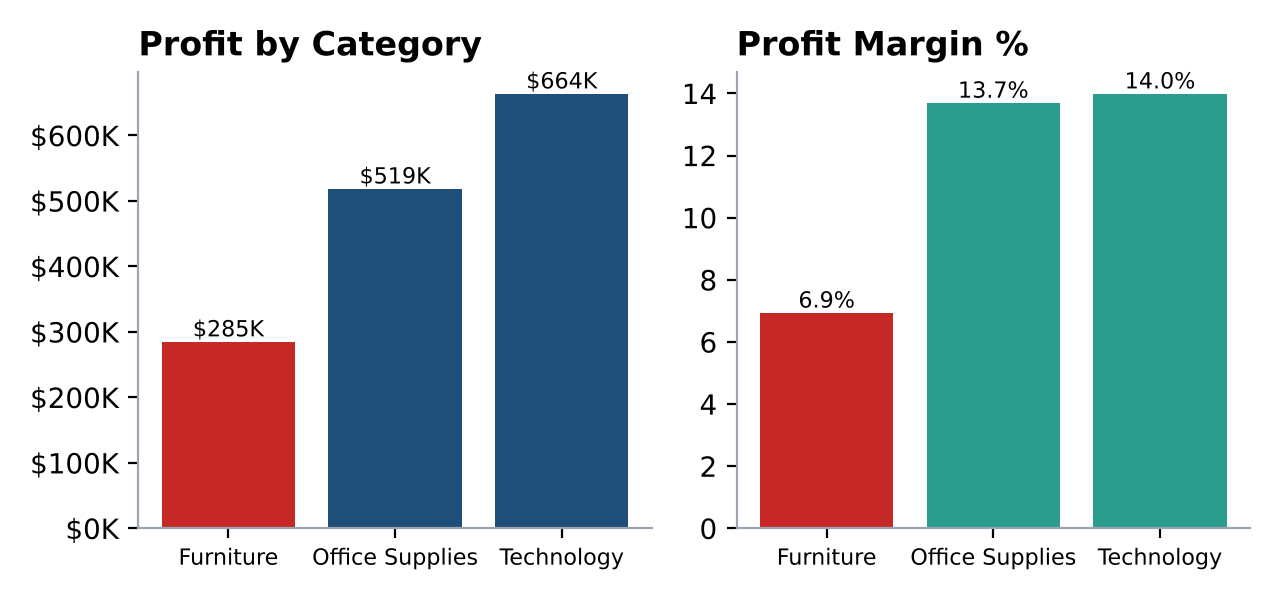 Profit by Category
$664K
$600K
$519K
$500K
$400K
$300K
$285K
$200K
$100K
$0K
Furniture
Office Supplies
Technology
Profit Margin %
14
13.7%
14.0%
12
10
8
6.9%
6
4
2
0
Furniture
Office Supplies
Technology